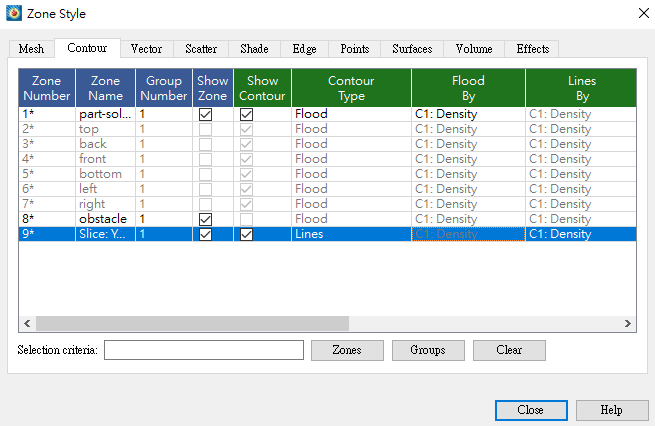 Zone Style
Mesh Contour Vector Scatter Shade Edge Points Surfaces Volume Effects
Zone Number Zone Name Group Number Show Zone Show Contour Contour Type Flood By Lines By
1* part-sol... 1 Flood C1: Density C1: Density
2* top 1 Flood C1: Density C1: Density
3* back 1 Flood C1: Density C1: Density
4* front 1 Flood C1: Density C1: Density
5* bottom 1 Flood C1: Density C1: Density
6* left 1 Flood C1: Density C1: Density
7* right 1 Flood C1: Density C1: Density
8* obstacle 1 Flood C1: Density C1: Density
9* Slice: Y... 1 Lines C1: Density C1: Density
Selection criteria: Zones Groups Clear
Close Help